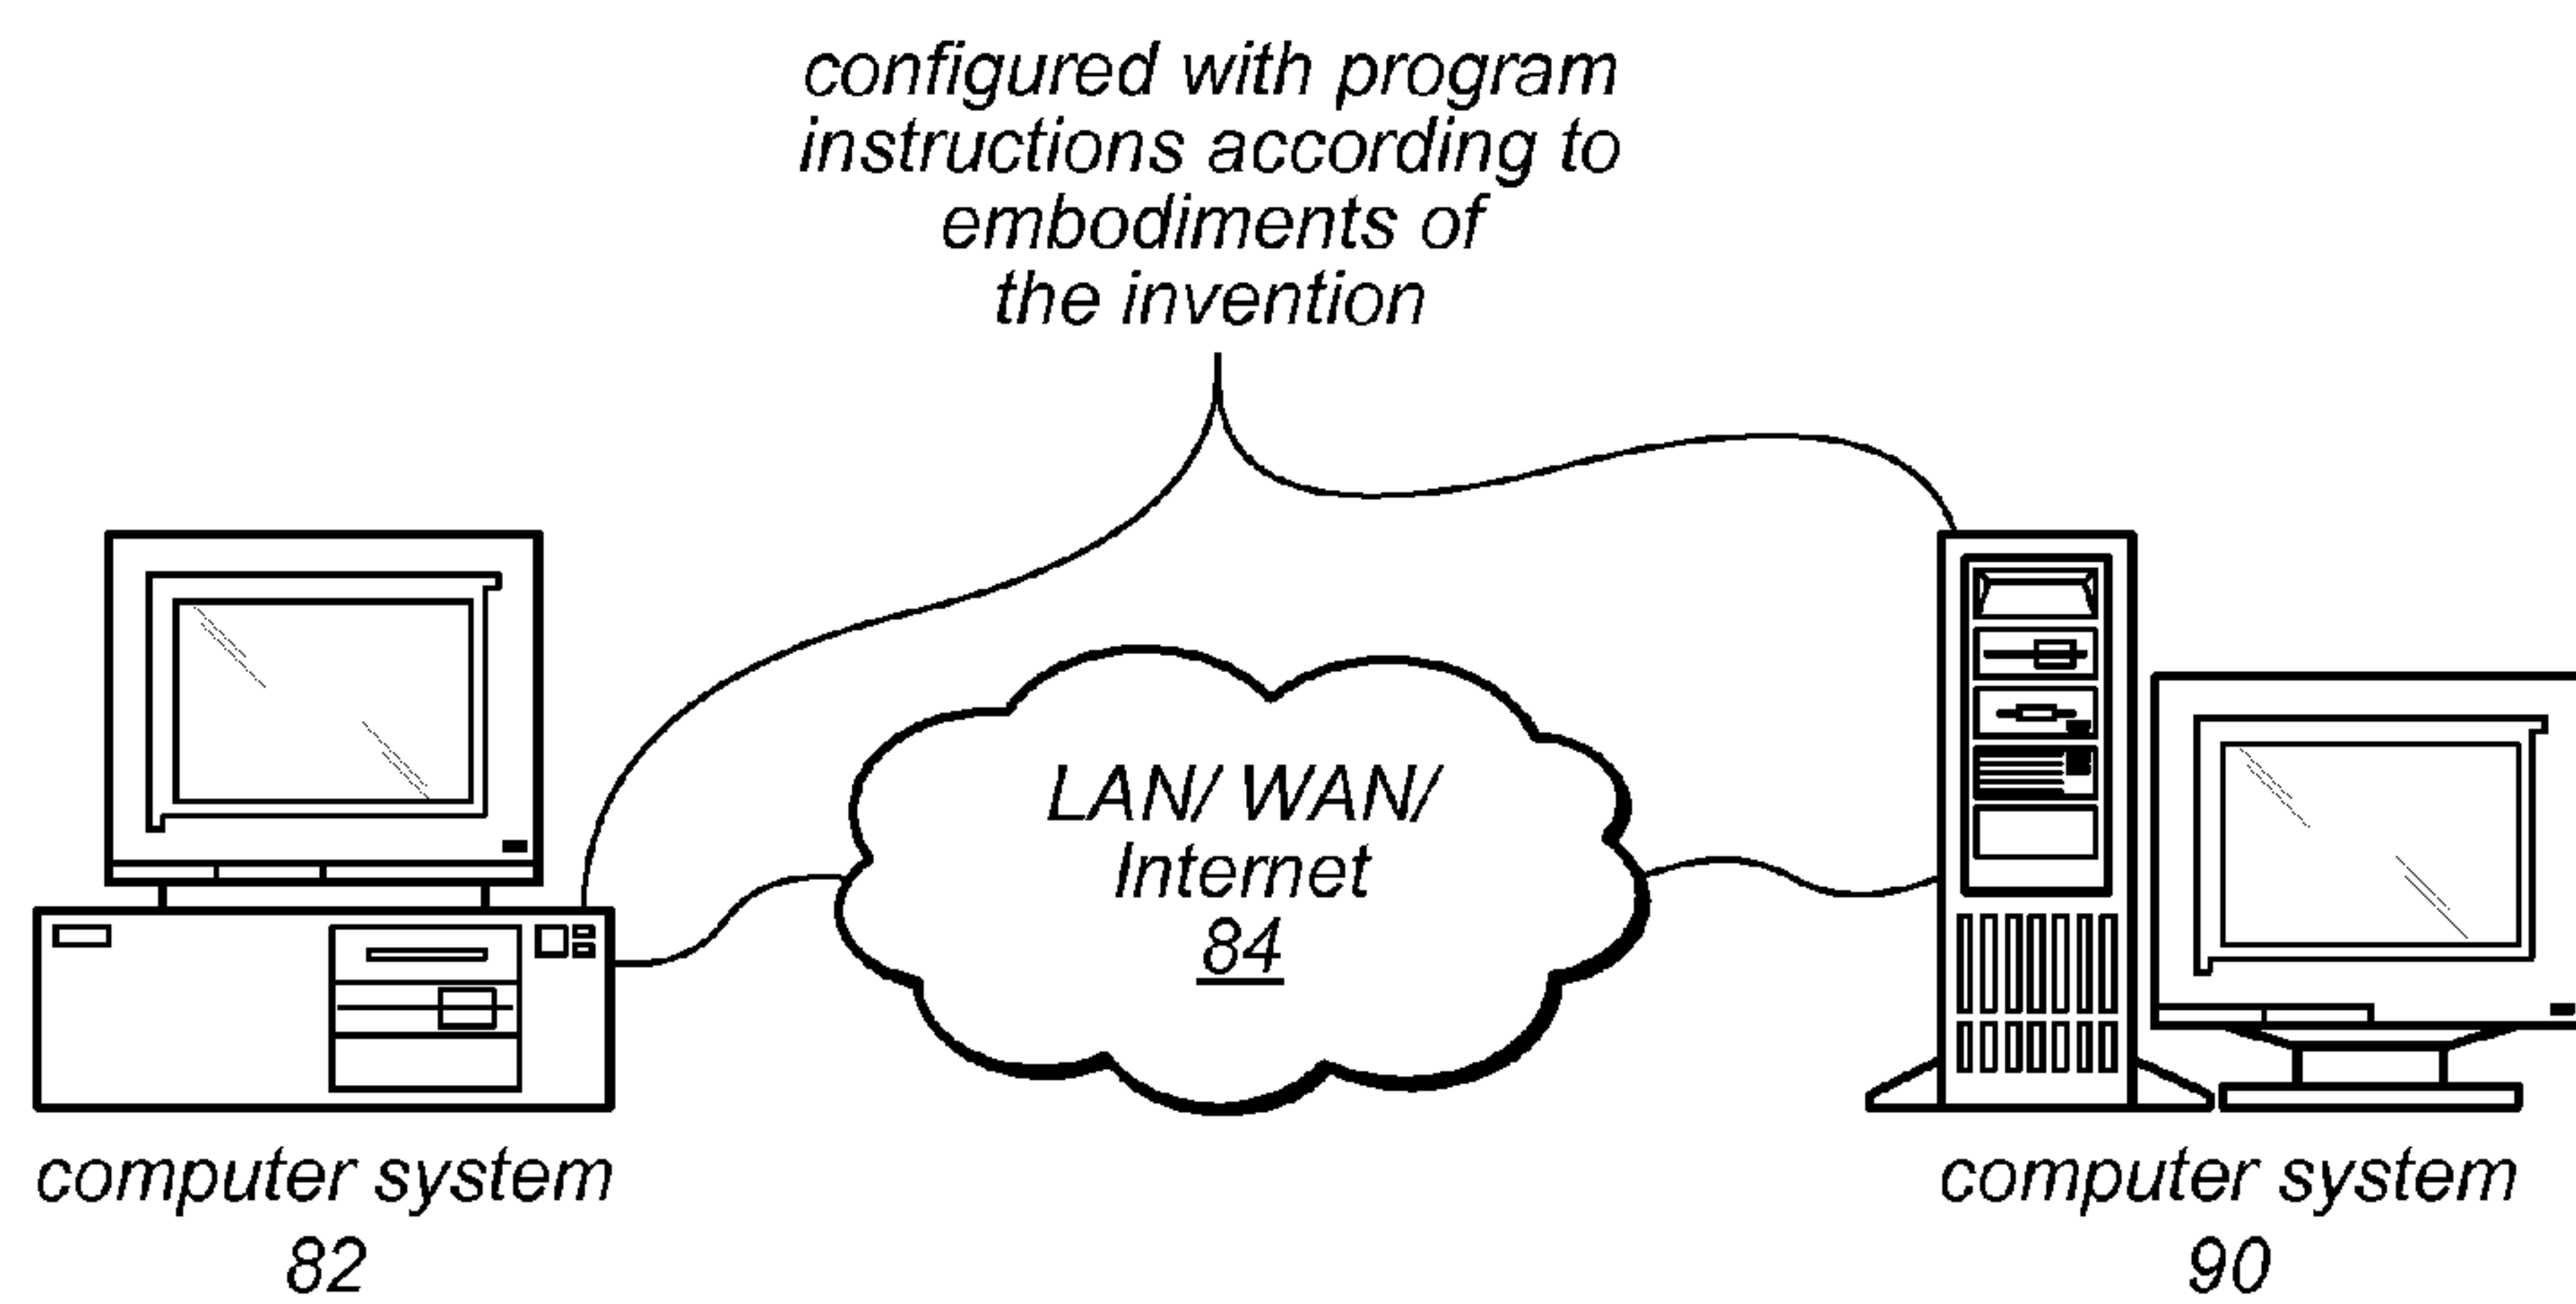 configured with program
instructions according to
embodiments of
the invention
LAN/ WAN/
Internet
84
computer system
82
computer system
90